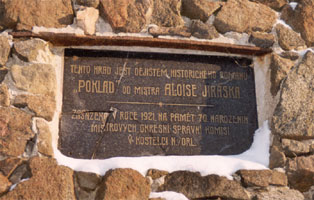 TENTO HRAD JEST DĚJIŠTĚM HISTORICKÉHO ROMÁNU
POKLAD OD MISTRA ALOISE JIRÁSKA
ZASAZENO V ROCE 1921 NA PAMĚŤ 70 NAROZENIN
MISTROVÝCH OKRESNÍ SPRÁV. KOMISÍ
V KOSTELCI N./ORL.